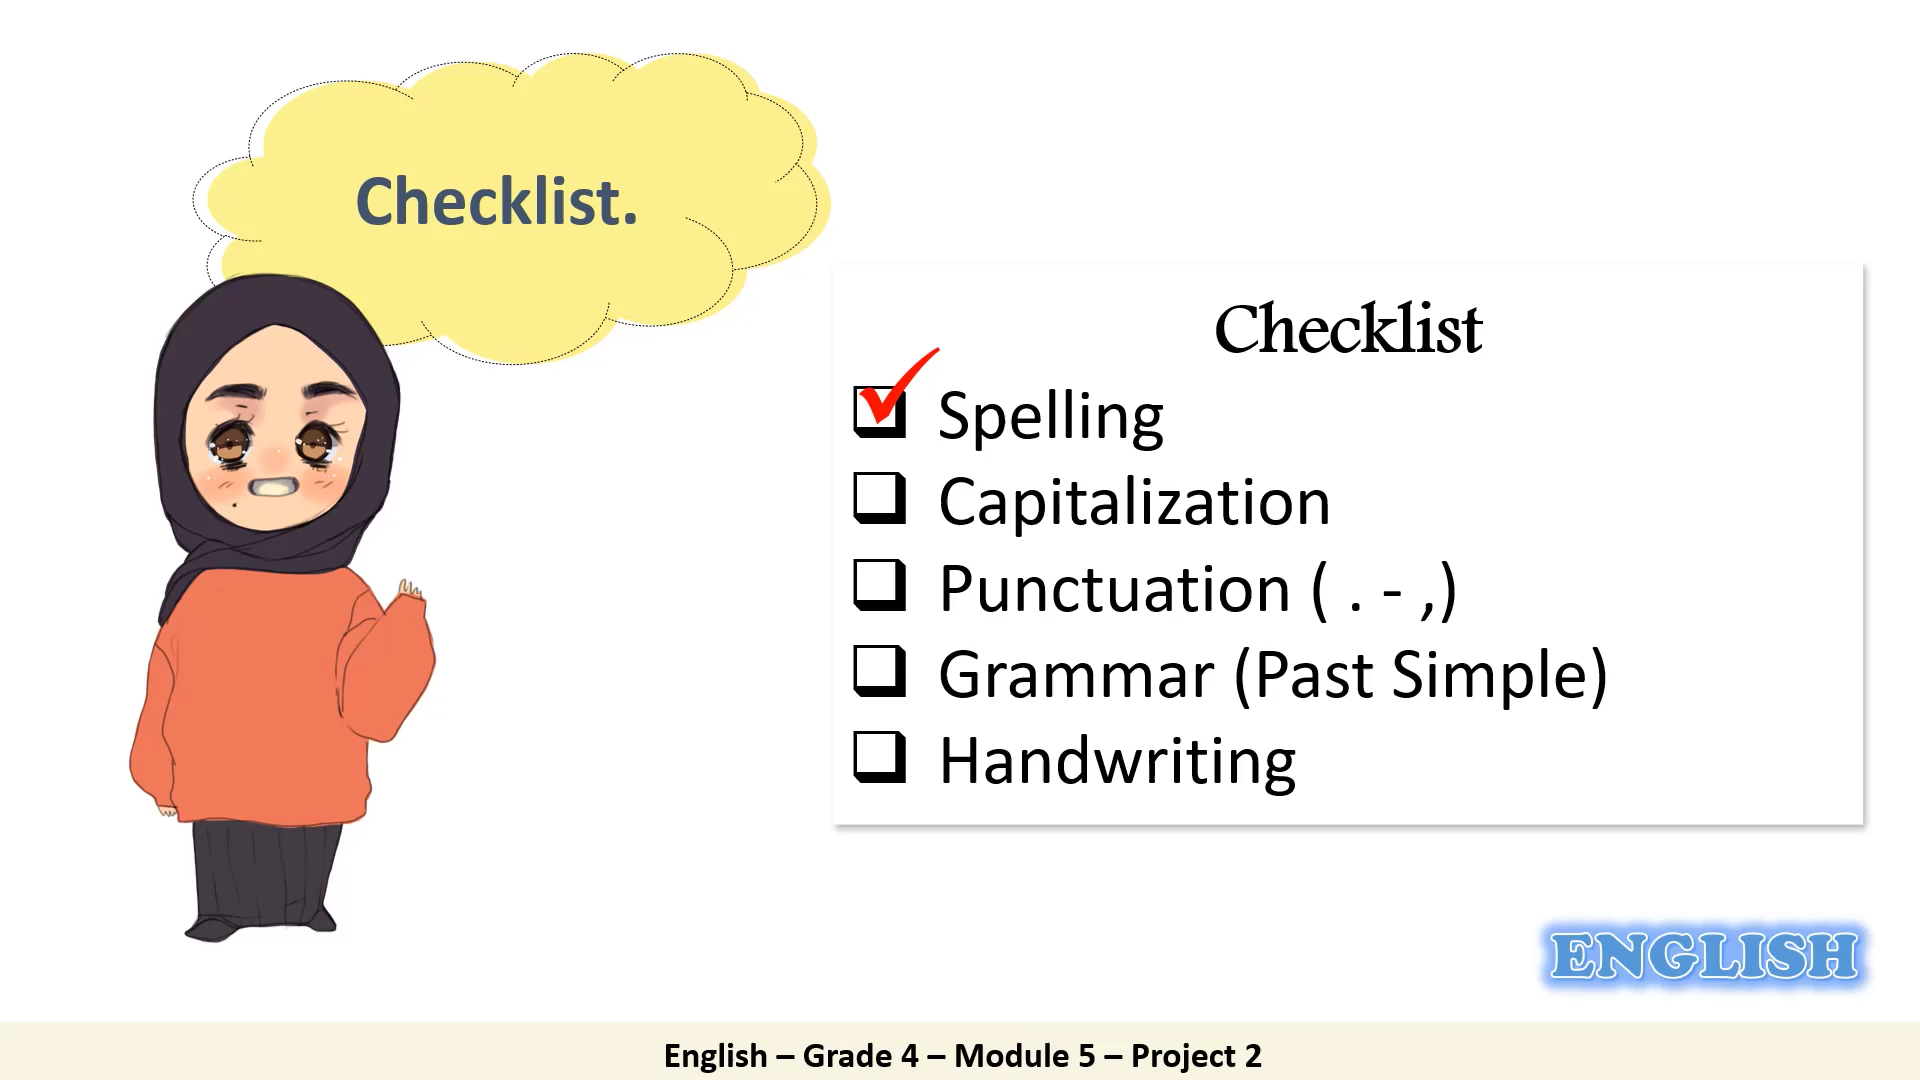 Checklist.
Checklist
Spelling
Capitalization
Punctuation ( . - ,)
Grammar (Past Simple)
Handwriting
ENGLISH
English – Grade 4 – Module 5 – Project 2